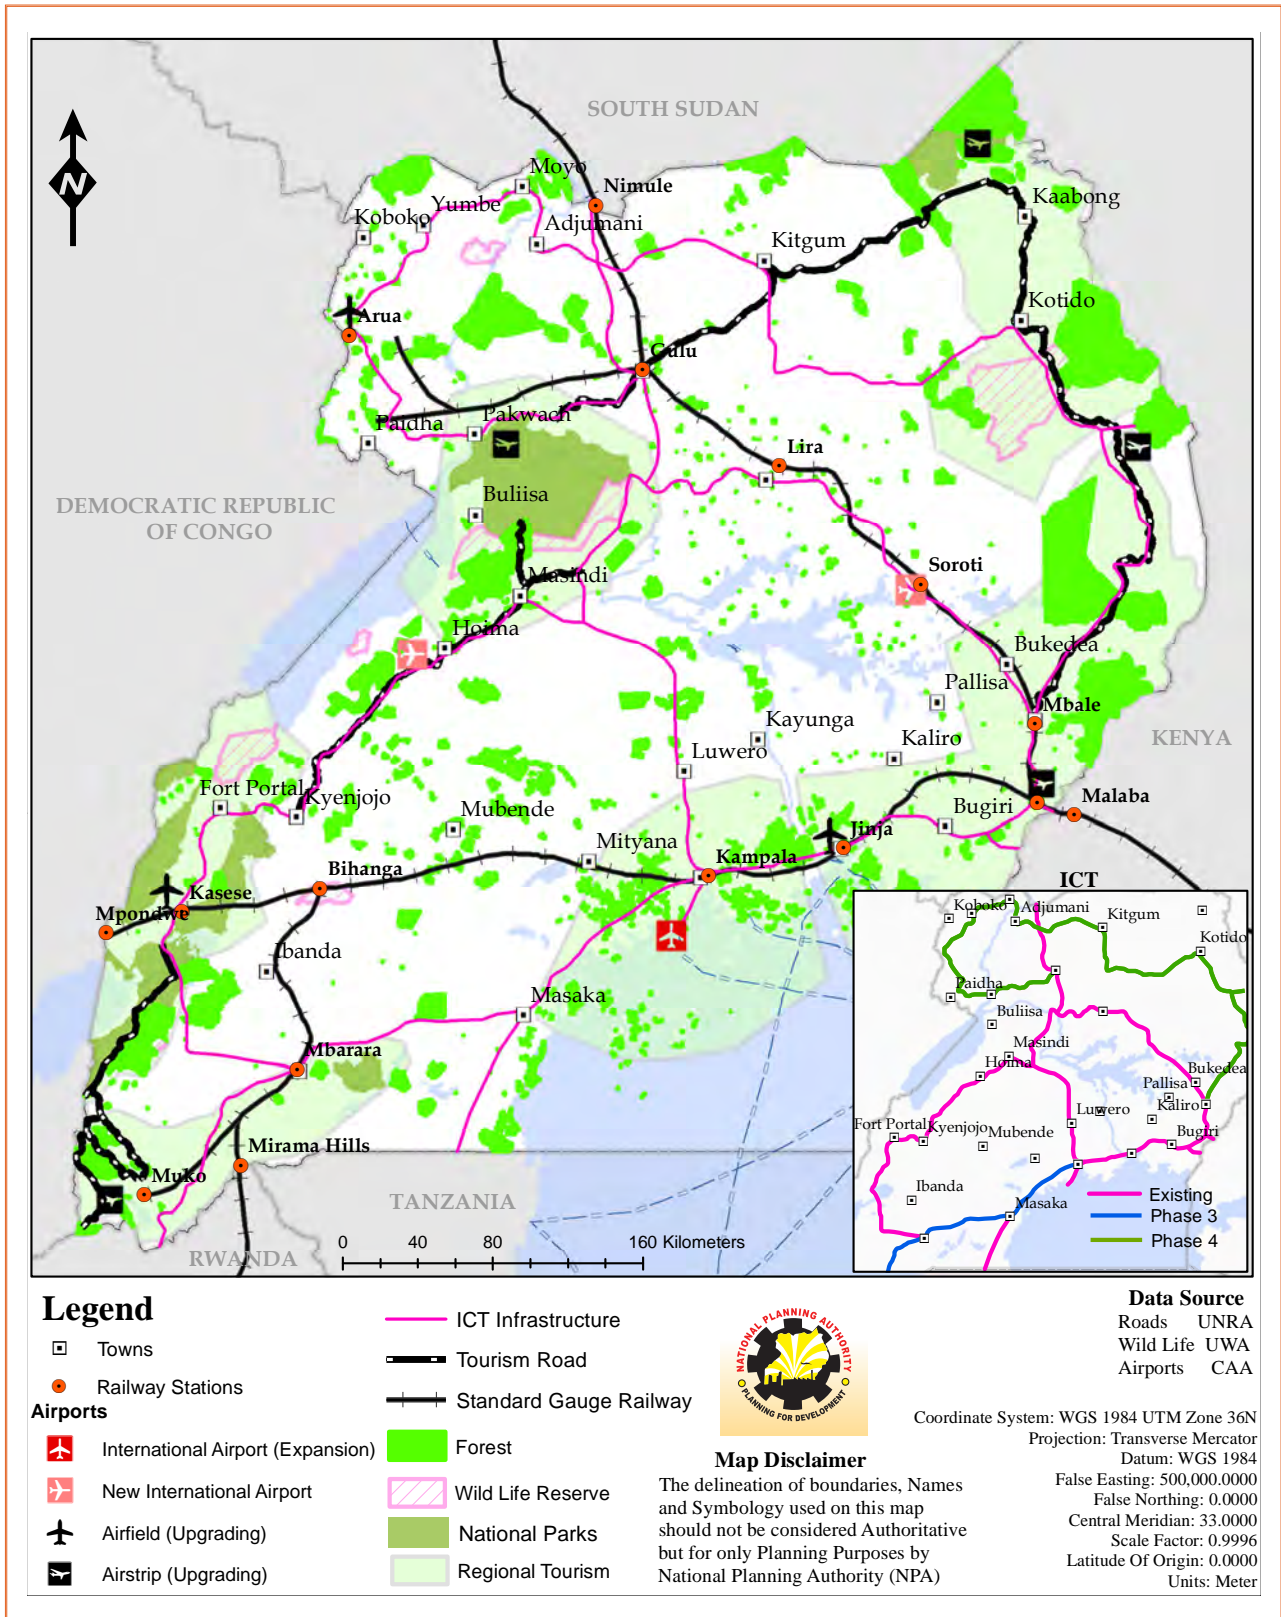 SOUTH SUDAN
N
Moyo
Nimule
Koboko
Yumbe
Adjumani
Kaabong
Kitgum
Kotido
Arua
Gulu
Paidha
Pakwach
Lira
DEMOCRATIC REPUBLIC
OF CONGO
Buliisa
Soroti
Masindi
Hoima
Bukedea
Pallisa
Mbale
Kayunga
Kaliro
KENYA
Luwero
Fort Portal
Kyenjojo
Mubende
Bugiri
Malaba
Mityana
Jinja
Kampala
Bihanga
Kasese
Mpondwe
Ibanda
Masaka
Mbarara
Mirama Hills
Muko
TANZANIA
RWANDA
0 40 80 160 Kilometers
ICT
Koboko
Adjumani
Kitgum
Kotido
Paidha
Buliisa
Masindi
Hoima
Bukedea
Pallisa
Kaliro
Luwero
Fort Portal
Kyenjojo
Mubende
Bugiri
Ibanda
Masaka
Existing
Phase 3
Phase 4
Legend
Towns
Railway Stations
Airports
International Airport (Expansion)
New International Airport
Airfield (Upgrading)
Airstrip (Upgrading)
ICT Infrastructure
Tourism Road
Standard Gauge Railway
Forest
Wild Life Reserve
National Parks
Regional Tourism
NATIONAL PLANNING AUTHORITY
PLANNING FOR DEVELOPMENT
Map Disclaimer
The delineation of boundaries, Names
and Symbology used on this map
should not be considered Authoritative
but for only Planning Purposes by
National Planning Authority (NPA)
Data Source
Roads UNRA
Wild Life UWA
Airports CAA
Coordinate System: WGS 1984 UTM Zone 36N
Projection: Transverse Mercator
Datum: WGS 1984
False Easting: 500,000.0000
False Northing: 0.0000
Central Meridian: 33.0000
Scale Factor: 0.9996
Latitude Of Origin: 0.0000
Units: Meter